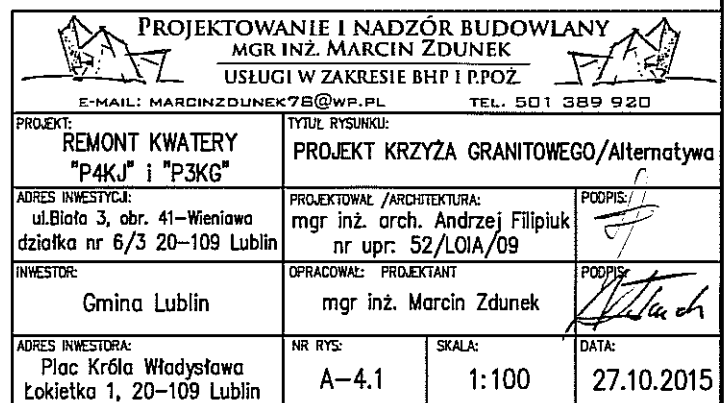 PROJEKTOWANIE I NADZÓR BUDOWLANY
MGR INŻ. MARCIN ZDUNEK
USŁUGI W ZAKRESIE BHP I P.POŻ.
E-MAIL: MARCINZDUNEK78@WP.PL TEL. 501 389 920
PROJEKT:
REMONT KWATERY
"P4KJ" i "P3KG"
TYTUŁ RYSUNKU:
PROJEKT KRZYŻA GRANITOWEGO/Alternatywa
ADRES INWESTYCJI:
ul.Biała 3, obr. 41-Wieniawa
działka nr 6/3 20-109 Lublin
PROJEKTOWAŁ /ARCHITEKTURA:
mgr inż. arch. Andrzej Filipiuk
nr upr: 52/LOIA/09
PODPIS:
INWESTOR:
Gmina Lublin
OPRACOWAŁ: PROJEKTANT
mgr inż. Marcin Zdunek
PODPIS:
ADRES INWESTORA:
Plac Króla Władysława
Łokietka 1, 20-109 Lublin
NR RYS:
A-4.1
SKALA:
1:100
DATA:
27.10.2015